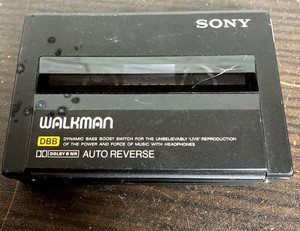 SONY
WALKMAN
DBB DYNAMIC BASS BOOST SWITCH FOR THE UNBELIEVABLY 'LIVE' REPRODUCTION
OF THE POWER AND FORCE OF MUSIC WITH HEADPHONES
DOLBY B NR AUTO REVERSE